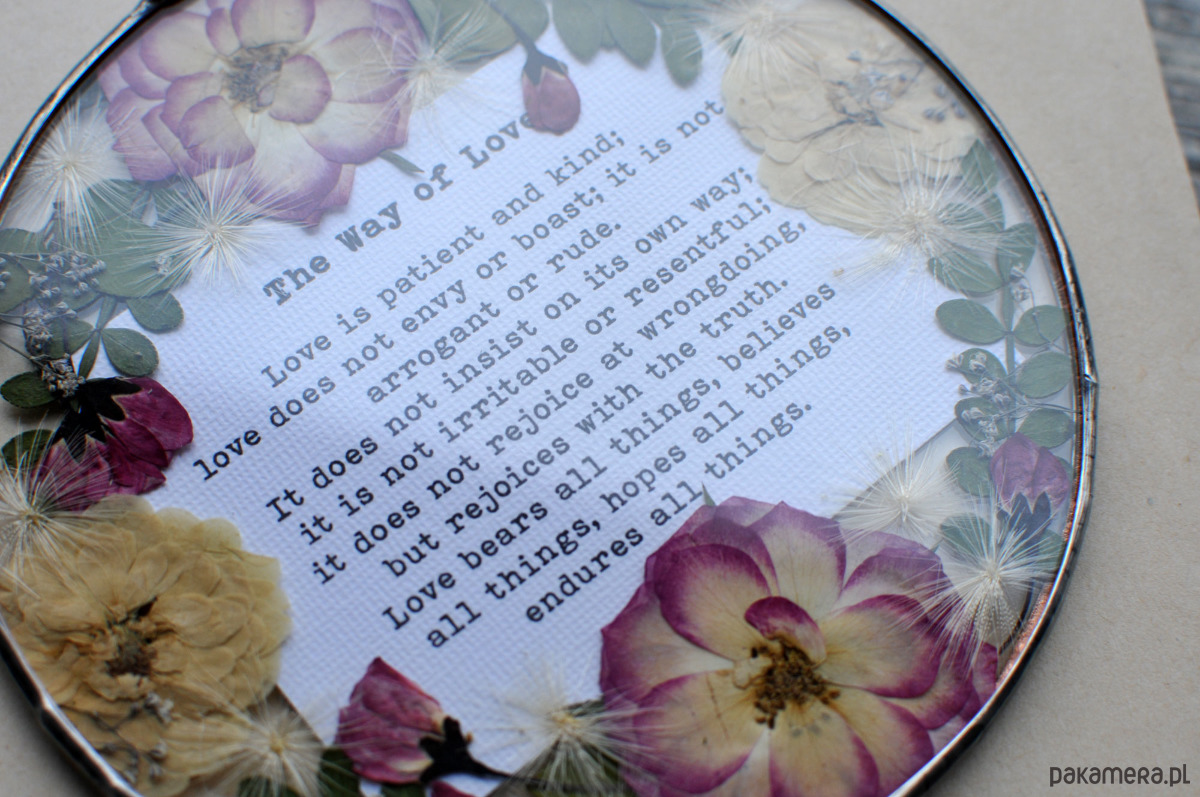 The Way of Love
Love is patient and kind;
love does not envy or boast; it is not
arrogant or rude.
It does not insist on its own way;
it is not irritable or resentful;
it does not rejoice at wrongdoing,
but rejoices with the truth.
Love bears all things, believes
all things, hopes all things,
endures all things.
pakamera.pl